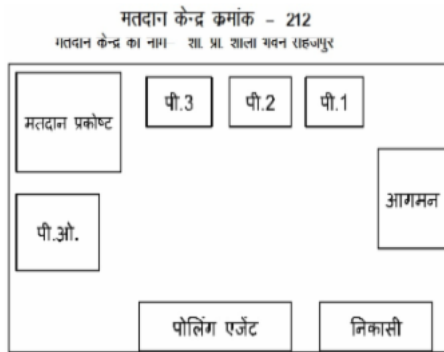 मतदान केन्द्र क्रमांक - 212
मतदान केन्द्र का नाम- शा. प्रा. शाला भवन राहजपुर
मतदान प्रकोष्ट
पी.3
पी.2
पी.1
आगमन
पी.ओ.
पोलिंग एजेंट
निकासी